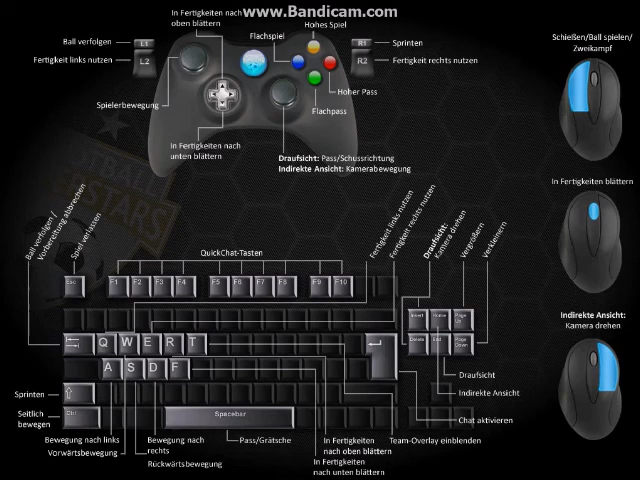 www.Bandicam.com
In Fertigkeiten nach
oben blättern
Hohes Spiel
Flachspiel
Ball verfolgen
L1
Fertigkeit links nutzen
L2
R1
Sprinten
R2
Fertigkeit rechts nutzen
Schießen/Ball spielen/
Zweikampf
Spielerbewegung
Hoher Pass
Flachpass
In Fertigkeiten nach
unten blättern
Draufsicht: Pass/Schussrichtung
Indirekte Ansicht: Kamerabewegung
In Fertigkeiten blättern
Ball verfolgen /
Vorbereitung abbrechen
Spiel verlassen
QuickChat-Tasten
Fertigkeit links nutzen
Fertigkeit rechts nutzen
Draufsicht:
Kamera drehen
Vergrößern
Verkleinern
Esc
F1 F2 F3 F4 F5 F6 F7 F8 F9 F10
Insert Home Page Up
Delete End Page Down
Q W E R T
A S D F
Indirekte Ansicht:
Kamera drehen
Draufsicht
Indirekte Ansicht
Sprinten
Seitlich
bewegen
Ctrl
Spacebar
Chat aktivieren
Bewegung nach links
Vorwärtsbewegung
Bewegung nach
rechts
Rückwärtsbewegung
Pass/Grätsche
In Fertigkeiten
nach oben blättern
Team-Overlay einblenden
In Fertigkeiten
nach unten blättern